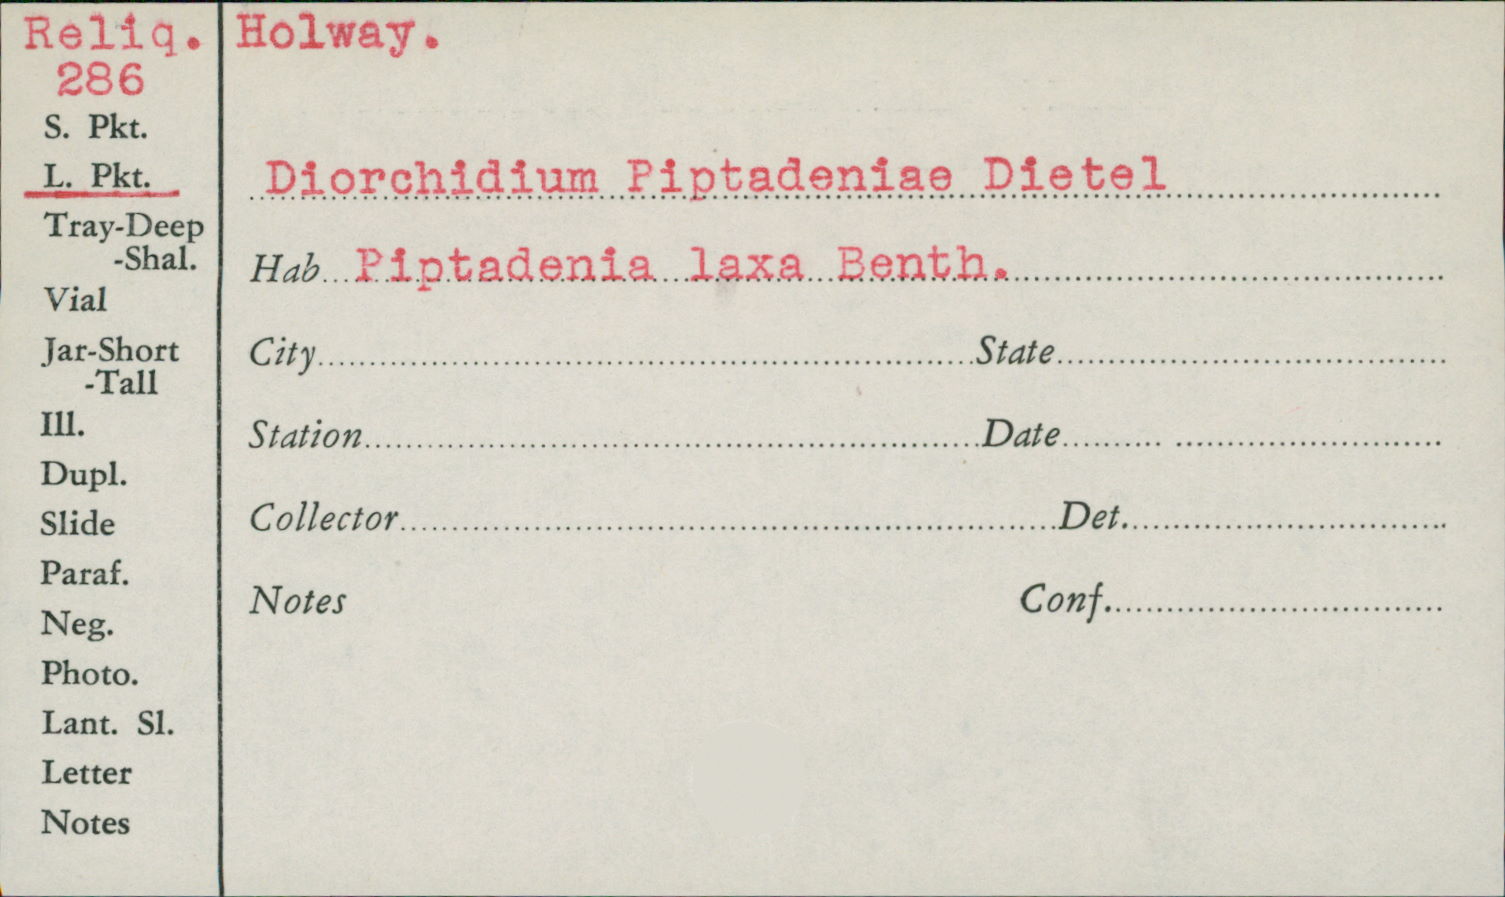 Reliq. Holway.
286
S. Pkt.
L. Pkt.
Tray-Deep
-Shal.
Vial
Jar-Short
-Tall
Ill.
Dupl.
Slide
Paraf.
Neg.
Photo.
Lant. Sl.
Letter
Notes
Diorchidium Piptadeniae Dietel
Hab. Piptadenia laxa Benth.
City State
Station Date
Collector Det.
Notes Conf.